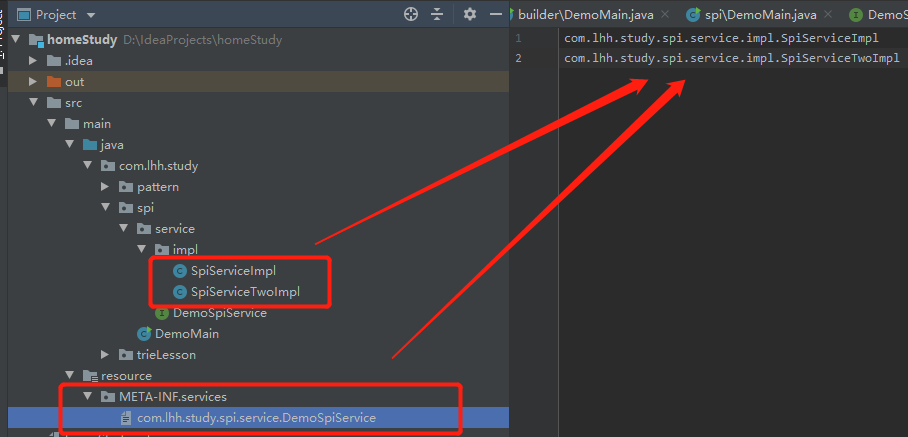 Project
homeStudy D:\IdeaProjects\homeStudy
.idea
out
src
main
java
com.lhh.study
pattern
spi
service
impl
SpiServiceImpl
SpiServiceTwoImpl
DemoSpiService
DemoMain
trieLesson
resource
META-INF.services
com.lhh.study.spi.service.DemoSpiService
builder\DemoMain.java
spi\DemoMain.java
DemoS
1 com.lhh.study.spi.service.impl.SpiServiceImpl
2 com.lhh.study.spi.service.impl.SpiServiceTwoImpl